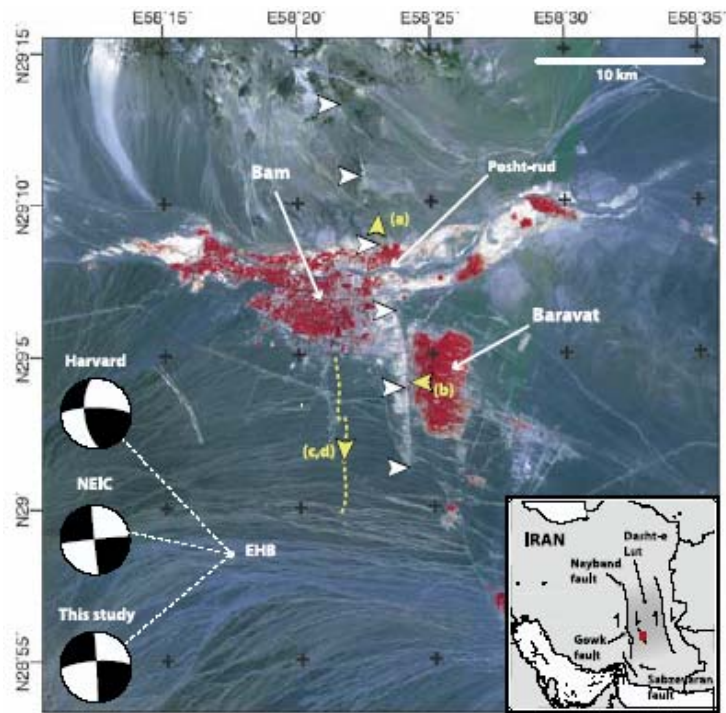 E58°15' E58°20' E58°25' E58°30' E58°35'
N29°15'
10 km
Bam
Posht-rud
N29°10'
(a)
Baravat
N29°5'
Harvard
(b)
(c,d)
NEIC
N29°
EHB
This study
N28°55'
IRAN
Dasht-e
Lut
Nayband
fault
Gowk
fault
Sabzevaran
fault